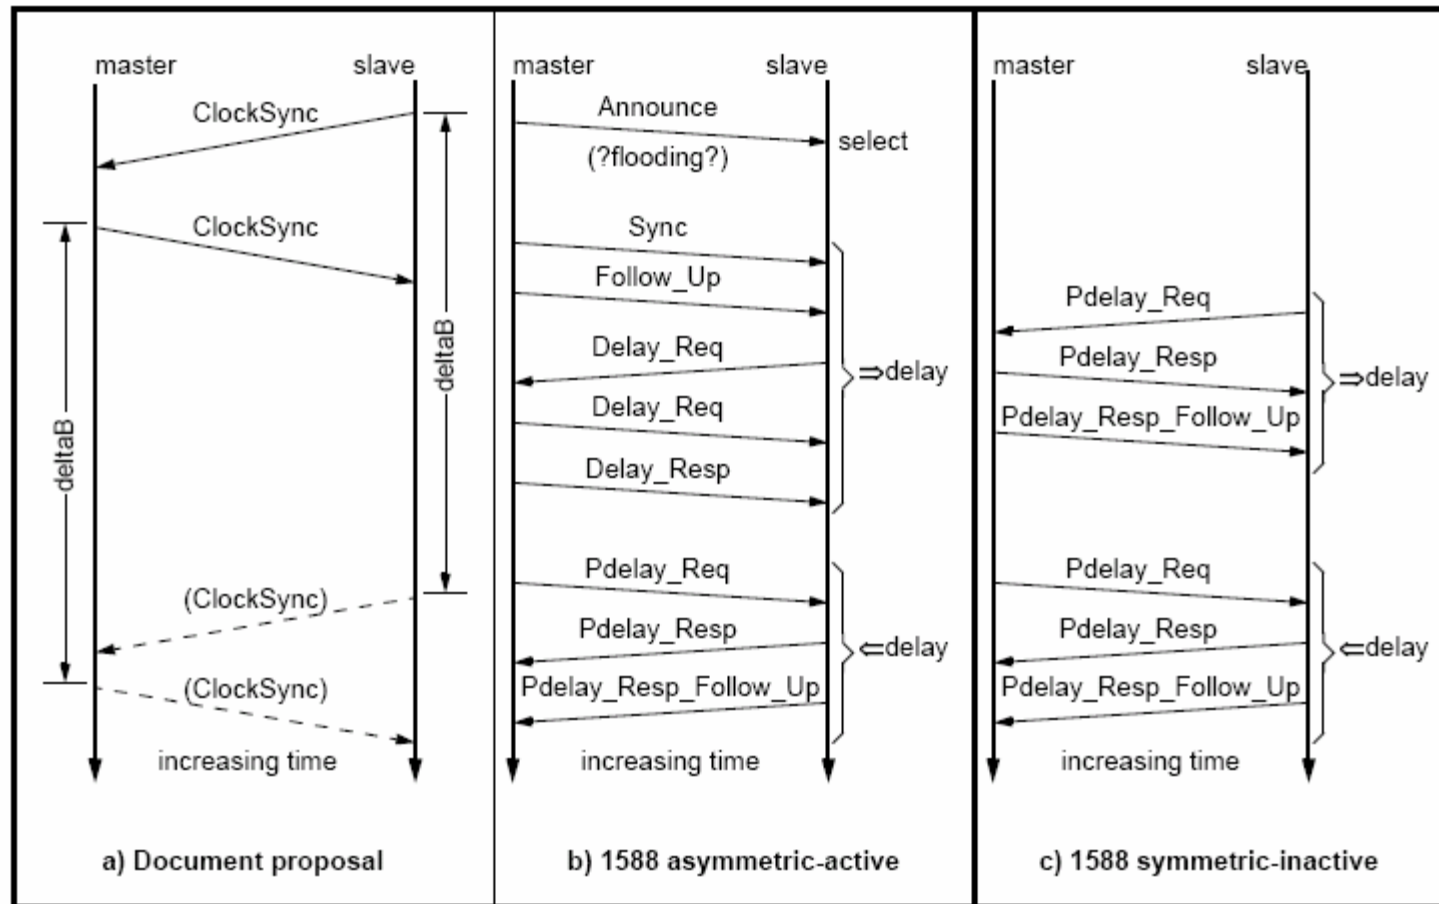 master
slave
ClockSync
ClockSync
deltaB
deltaB
(ClockSync)
(ClockSync)
increasing time
a) Document proposal
master
slave
Announce
(?flooding?)
select
Sync
Follow_Up
Delay_Req
⇒delay
Delay_Req
Delay_Resp
Pdelay_Req
Pdelay_Resp
⇐delay
Pdelay_Resp_Follow_Up
increasing time
b) 1588 asymmetric-active
master
slave
Pdelay_Req
Pdelay_Resp
⇒delay
Pdelay_Resp_Follow_Up
Pdelay_Req
Pdelay_Resp
⇐delay
Pdelay_Resp_Follow_Up
increasing time
c) 1588 symmetric-inactive